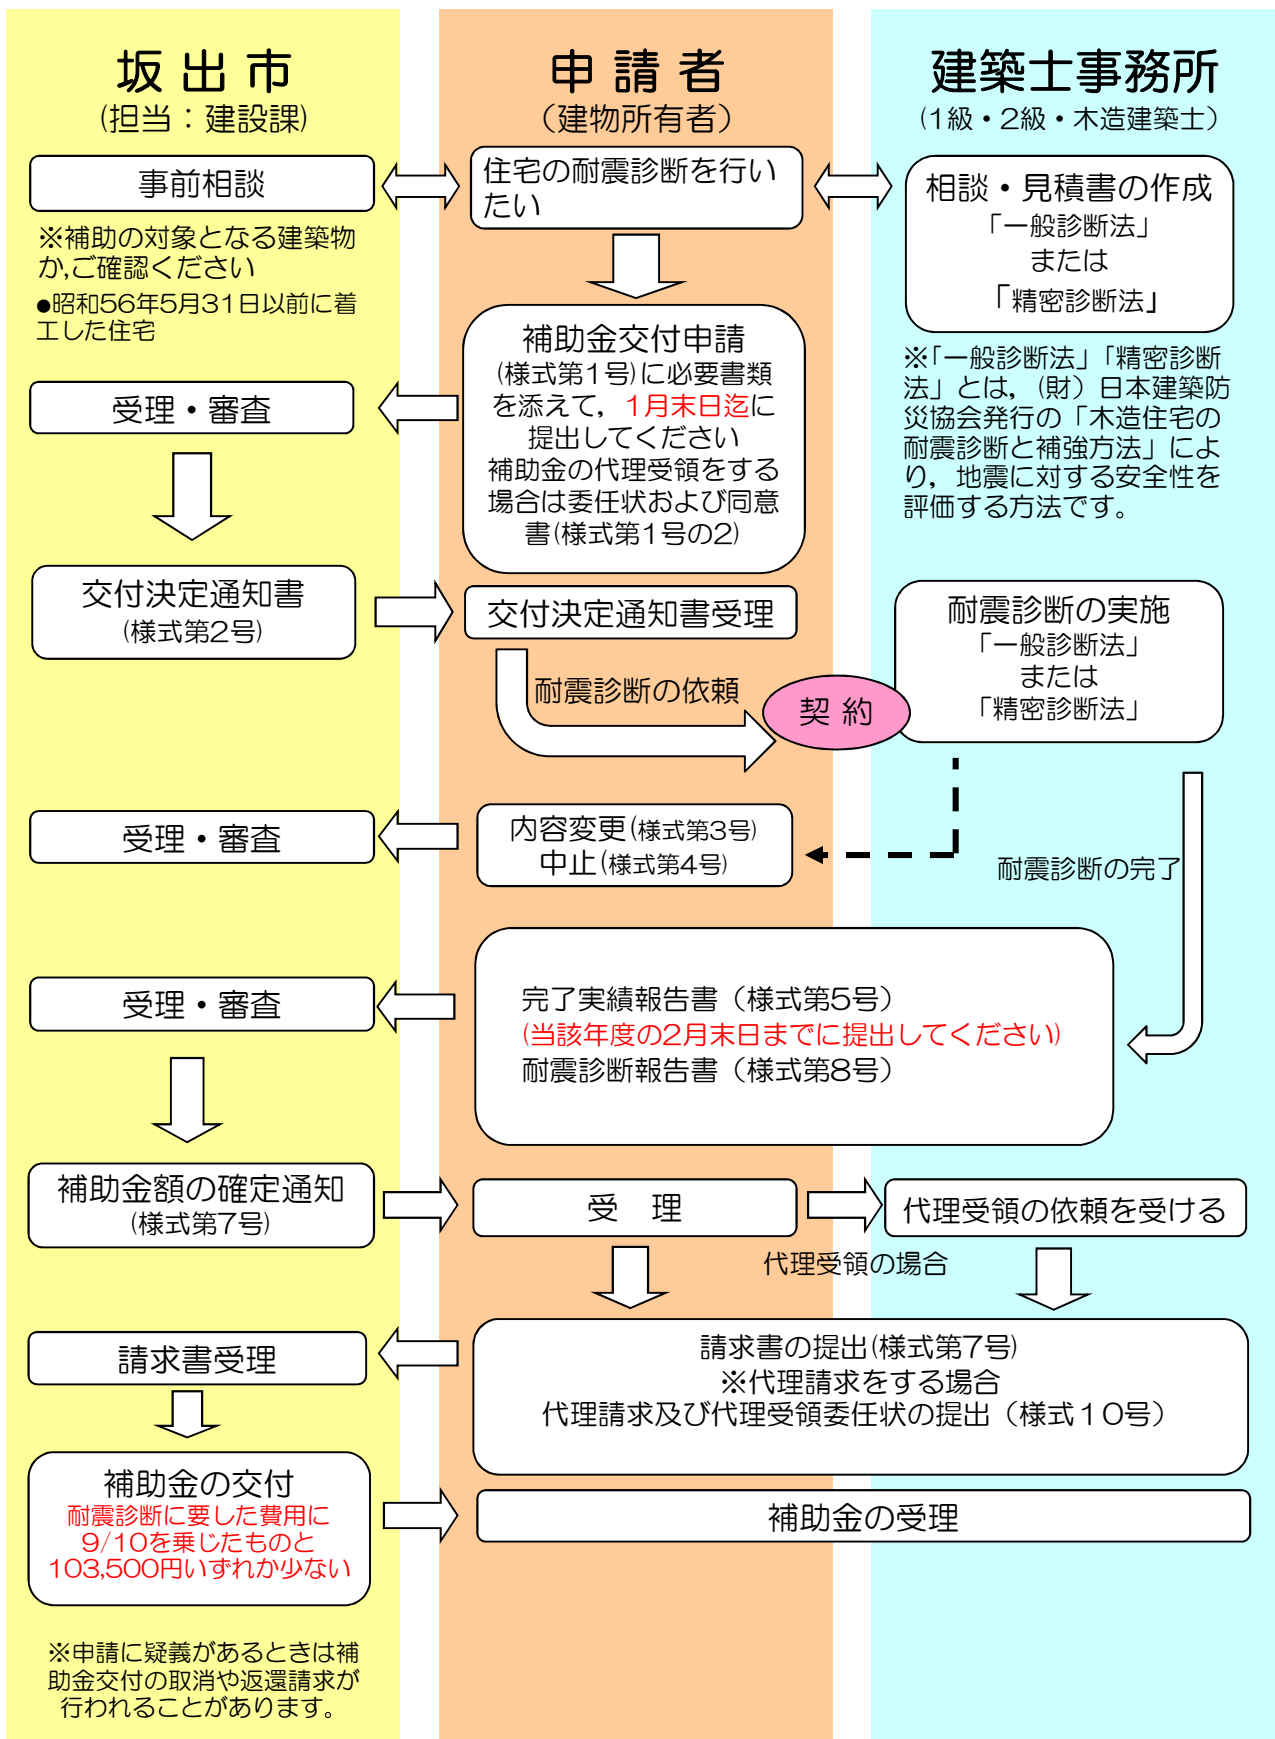 坂出市
(担当：建設課)
申請者
（建物所有者）
建築士事務所
(1級・2級・木造建築士）
事前相談
住宅の耐震診断を行い
たい
相談・見積書の作成
「一般診断法」
または
「精密診断法」
※補助の対象となる建築物
か,ご確認ください
●昭和56年5月31日以前に着
工した住宅
補助金交付申請
(様式第1号)に必要書類
を添えて，1月末日迄に
提出してください
補助金の代理受領をする
場合は委任状および同意
書(様式第1号の2)
※「一般診断法」「精密診断
法」とは，(財）日本建築防
災協会発行の「木造住宅の
耐震診断と補強方法」によ
り，地震に対する安全性を
評価する方法です。
受理・審査
交付決定通知書
(様式第2号)
交付決定通知書受理
耐震診断の実施
「一般診断法」
または
「精密診断法」
耐震診断の依頼
契 約
受理・審査
内容変更(様式第3号)
中止(様式第4号)
耐震診断の完了
受理・審査
完了実績報告書（様式第5号）
(当該年度の2月末日までに提出してください)
耐震診断報告書（様式第8号）
補助金額の確定通知
(様式第7号)
受　理
代理受領の依頼を受ける
代理受領の場合
請求書受理
請求書の提出(様式第7号)
※代理請求をする場合
代理請求及び代理受領委任状の提出（様式１０号）
補助金の交付
耐震診断に要した費用に
9/10を乗じたものと
103,500円いずれか少ない
補助金の受理
※申請に疑義があるときは補
助金交付の取消や返還請求が
行われることがあります。